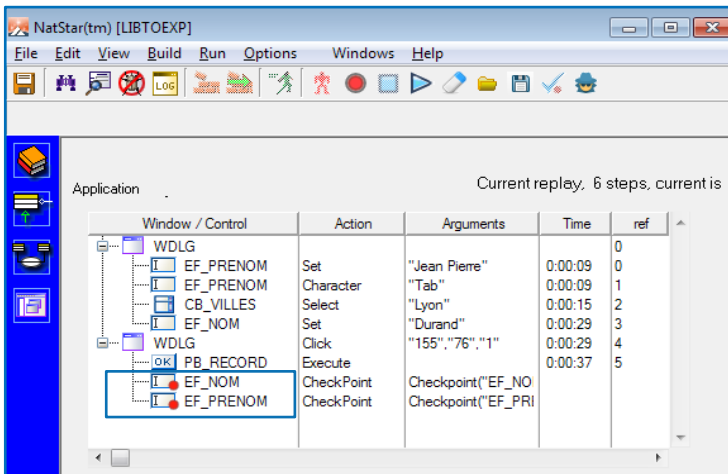 NatStar(tm) [LIBTOEXP]
File Edit View Build Run Options Windows Help
LOG
Application Current replay, 6 steps, current is
Window / Control Action Arguments Time ref
WDLG 0
EF_PRENOM Set "Jean Pierre" 0:00:09 0
EF_PRENOM Character "Tab" 0:00:09 1
CB_VILLES Select "Lyon" 0:00:15 2
EF_NOM Set "Durand" 0:00:29 3
WDLG Click "155","76","1" 0:00:29 4
OK PB_RECORD Execute 0:00:37 5
EF_NOM CheckPoint Checkpoint("EF_NO
EF_PRENOM CheckPoint Checkpoint("EF_PRI